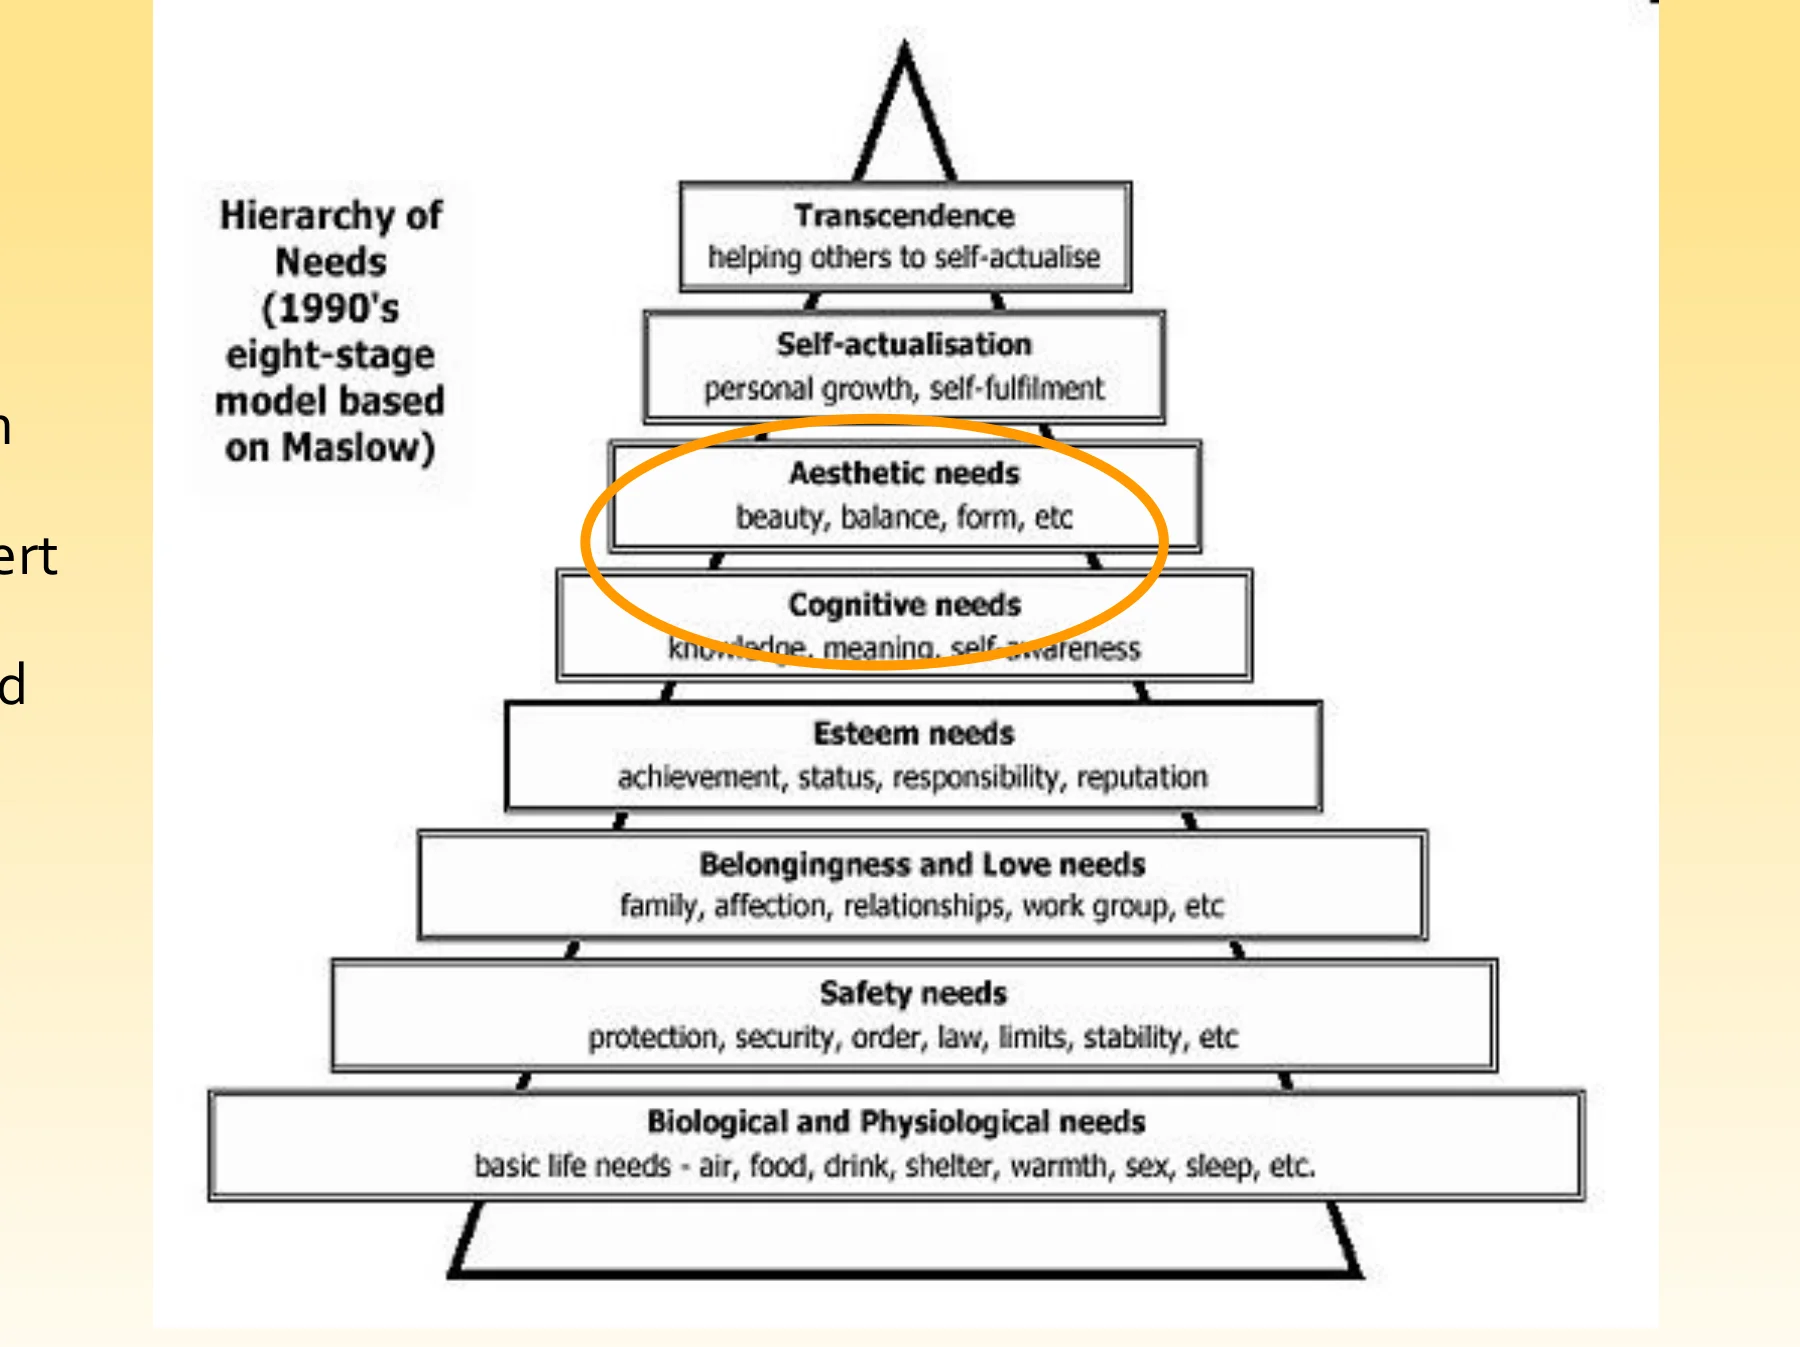 Hierarchy of
Needs
(1990's
eight-stage
model based
on Maslow)
Transcendence
helping others to self-actualise
Self-actualisation
personal growth, self-fulfilment
Aesthetic needs
beauty, balance, form, etc
Cognitive needs
knowledge, meaning, self-awareness
Esteem needs
achievement, status, responsibility, reputation
Belongingness and Love needs
family, affection, relationships, work group, etc
Safety needs
protection, security, order, law, limits, stability, etc
Biological and Physiological needs
basic life needs - air, food, drink, shelter, warmth, sex, sleep, etc.